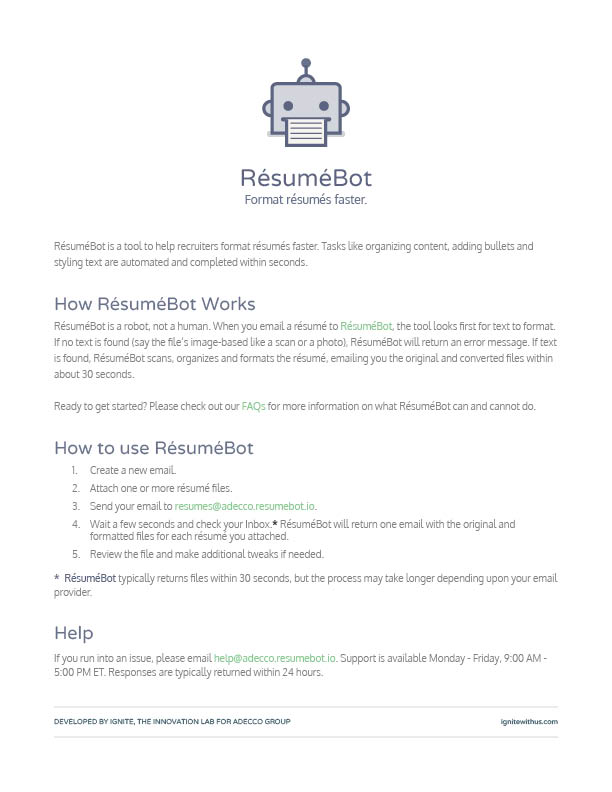 RésuméBot
Format résumés faster.
RésuméBot is a tool to help recruiters format résumés faster. Tasks like organizing content, adding bullets and
styling text are automated and completed within seconds.
How RésuméBot Works
RésuméBot is a robot, not a human. When you email a résumé to RésuméBot, the tool looks first for text to format.
If no text is found (say the file's image-based like a scan or a photo), RésuméBot will return an error message. If text
is found, RésuméBot scans, organizes and formats the résumé, emailing you the original and converted files within
about 30 seconds.
Ready to get started? Please check out our FAQs for more information on what RésuméBot can and cannot do.
How to use RésuméBot
1. Create a new email.
2. Attach one or more résumé files.
3. Send your email to resumes@adecco.resumebot.io.
4. Wait a few seconds and check your Inbox.* RésuméBot will return one email with the original and
formatted files for each résumé you attached.
5. Review the file and make additional tweaks if needed.
* RésuméBot typically returns files within 30 seconds, but the process may take longer depending upon your email
provider.
Help
If you run into an issue, please email help@adecco.resumebot.io. Support is available Monday - Friday, 9:00 AM -
5:00 PM ET. Responses are typically returned within 24 hours.
DEVELOPED BY IGNITE, THE INNOVATION LAB FOR ADECCO GROUP
ignitewithus.com